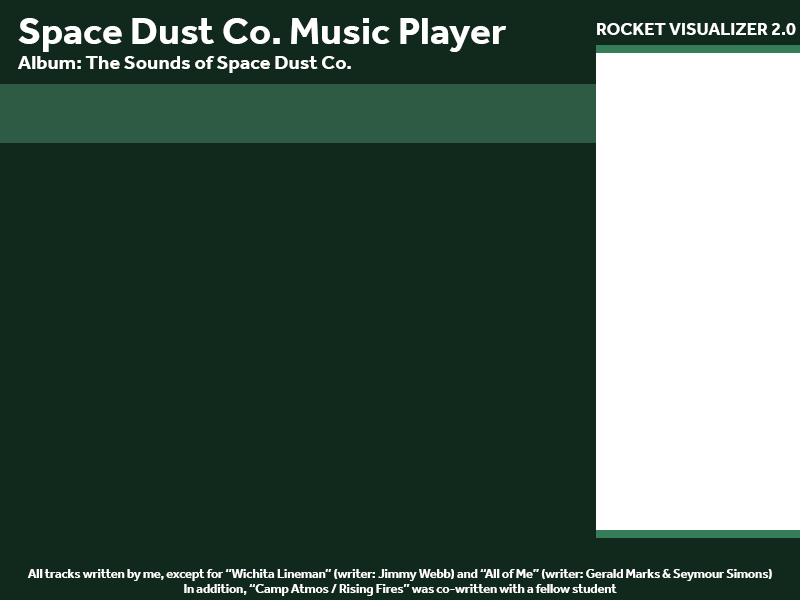 Space Dust Co. Music Player
ROCKET VISUALIZER 2.0
Album: The Sounds of Space Dust Co.
All tracks written by me, except for “Wichita Lineman” (writer: Jimmy Webb) and “All of Me” (writer: Gerald Marks & Seymour Simons)
In addition, “Camp Atmos / Rising Fires” was co-written with a fellow student